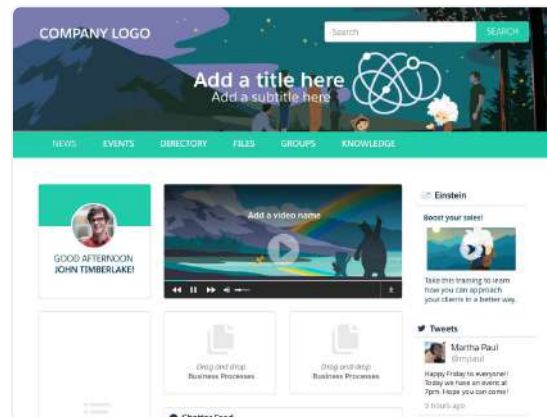 COMPANY LOGO
Search
SEARCH
Add a title here
Add a subtitle here
NEWS
EVENTS
DIRECTORY
FILES
GROUPS
KNOWLEDGE
GOOD AFTERNOON
JOHN TIMBERLAKE!
Add a video name
Drag and drop
Business Processes
Drag and drop
Business Processes
Chatter Feed
Einstein
Boost your sales!
Take this training to learn
how you can approach
your clients in a better way.
Tweets
Martha Paul
@mpaul
Happy Friday to everyone!!
Today we have an event at
7pm. Hope you can come!
5 hours ago